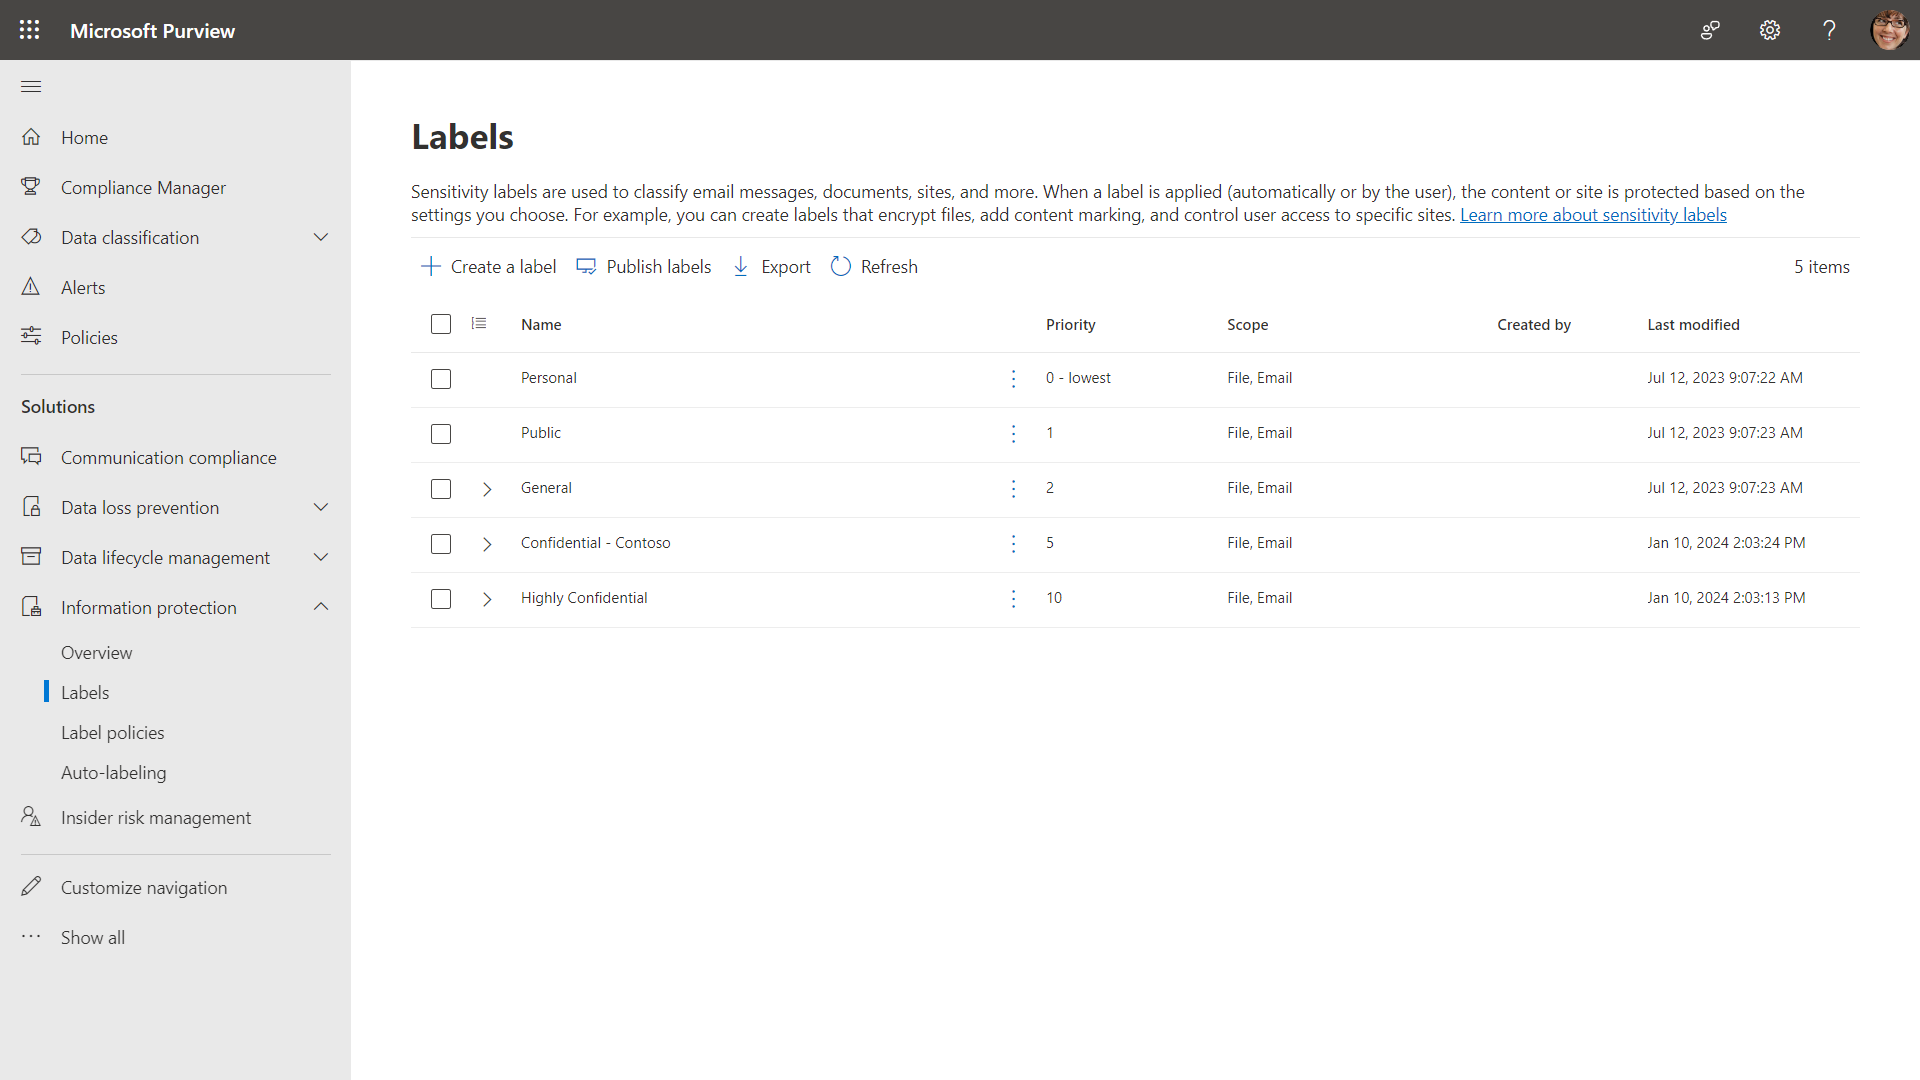 Microsoft Purview
Home
Compliance Manager
Data classification
Alerts
Policies
Solutions
Communication compliance
Data loss prevention
Data lifecycle management
Information protection
Overview
Labels
Label policies
Auto-labeling
Insider risk management
Customize navigation
Show all
Labels
Sensitivity labels are used to classify email messages, documents, sites, and more. When a label is applied (automatically or by the user), the content or site is protected based on the
settings you choose. For example, you can create labels that encrypt files, add content marking, and control user access to specific sites. Learn more about sensitivity labels
Create a label Publish labels Export Refresh 5 items
Name Priority Scope Created by Last modified
Personal 0 - lowest File, Email Jul 12, 2023 9:07:22 AM
Public 1 File, Email Jul 12, 2023 9:07:23 AM
General 2 File, Email Jul 12, 2023 9:07:23 AM
Confidential - Contoso 5 File, Email Jan 10, 2024 2:03:24 PM
Highly Confidential 10 File, Email Jan 10, 2024 2:03:13 PM